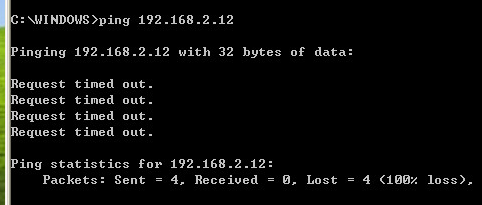 C:\WINDOWS>ping 192.168.2.12
Pinging 192.168.2.12 with 32 bytes of data:
Request timed out.
Request timed out.
Request timed out.
Request timed out.
Ping statistics for 192.168.2.12:
Packets: Sent = 4, Received = 0, Lost = 4 (100% loss),